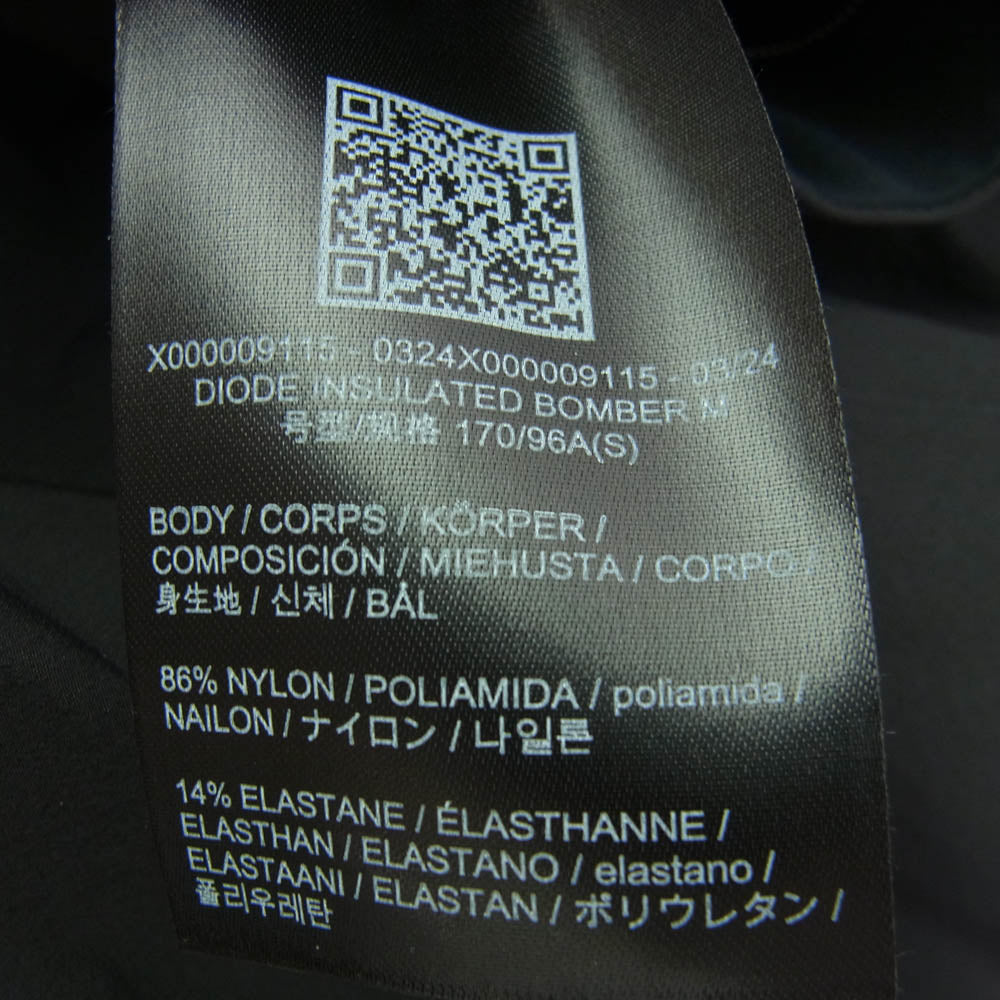 X000009115 - 0324X000009115 - 03/24
DIODE INSULATED BOMBER M
号型/规格 170/96A(S)
BODY / CORPS / KÖRPER /
COMPOSICIÓN / MIEHUSTA / CORPO /
身生地 / 신체 / BÅL
86% NYLON / POLIAMIDA / poliamida /
NAILON / ナイロン / 나일론
14% ELASTANE / ÉLASTHANNE /
ELASTHAN / ELASTANO / elastano /
ELASTAANI / ELASTAN / ポリウレタン /
폴리우레탄